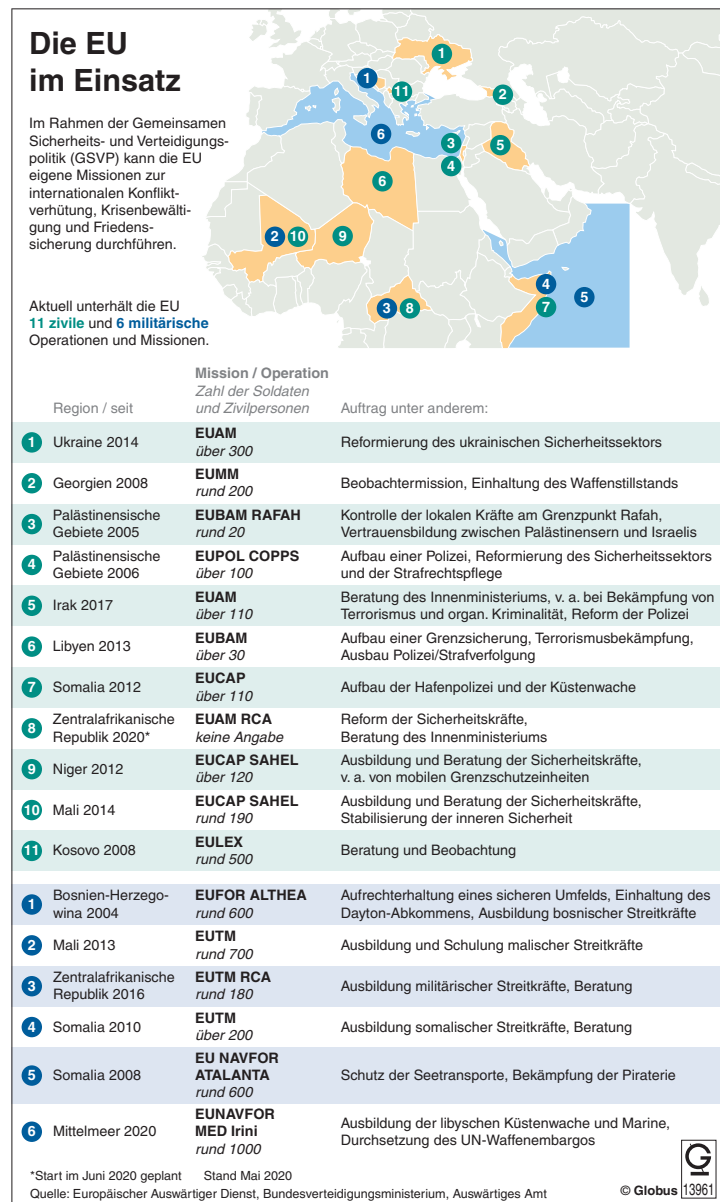 Die EU
im Einsatz
Im Rahmen der Gemeinsamen
Sicherheits- und Verteidigungs-
politik (GSVP) kann die EU
eigene Missionen zur
internationalen Konflikt-
verhütung, Krisenbewälti-
gung und Friedens-
sicherung durchführen.
Aktuell unterhält die EU
11 zivile und 6 militärische
Operationen und Missionen.
1
1
11
2
6
3
4
5
6
2
10
9
3
8
4
7
5
Region / seit
Mission / Operation
Zahl der Soldaten
und Zivilpersonen
Auftrag unter anderem:
1 Ukraine 2014
EUAM
über 300
Reformierung des ukrainischen Sicherheitssektors
2 Georgien 2008
EUMM
rund 200
Beobachtermission, Einhaltung des Waffenstillstands
3 Palästinensische
Gebiete 2005
EUBAM RAFAH
rund 20
Kontrolle der lokalen Kräfte am Grenzpunkt Rafah,
Vertrauensbildung zwischen Palästinensern und Israelis
4 Palästinensische
Gebiete 2006
EUPOL COPPS
über 100
Aufbau einer Polizei, Reformierung des Sicherheitssektors
und der Strafrechtspflege
5 Irak 2017
EUAM
über 110
Beratung des Innenministeriums, v. a. bei Bekämpfung von
Terrorismus und organ. Kriminalität, Reform der Polizei
6 Libyen 2013
EUBAM
über 30
Aufbau einer Grenzsicherung, Terrorismusbekämpfung,
Ausbau Polizei/Strafverfolgung
7 Somalia 2012
EUCAP
über 110
Aufbau der Hafenpolizei und der Küstenwache
8 Zentralafrikanische
Republik 2020*
EUAM RCA
keine Angabe
Reform der Sicherheitskräfte,
Beratung des Innenministeriums
9 Niger 2012
EUCAP SAHEL
über 120
Ausbildung und Beratung der Sicherheitskräfte,
v. a. von mobilen Grenzschutzeinheiten
10 Mali 2014
EUCAP SAHEL
rund 190
Ausbildung und Beratung der Sicherheitskräfte,
Stabilisierung der inneren Sicherheit
11 Kosovo 2008
EULEX
rund 500
Beratung und Beobachtung
1 Bosnien-Herzego-
wina 2004
EUFOR ALTHEA
rund 600
Aufrechterhaltung eines sicheren Umfelds, Einhaltung des
Dayton-Abkommens, Ausbildung bosnischer Streitkräfte
2 Mali 2013
EUTM
rund 700
Ausbildung und Schulung malischer Streitkräfte
3 Zentralafrikanische
Republik 2016
EUTM RCA
rund 180
Ausbildung militärischer Streitkräfte, Beratung
4 Somalia 2010
EUTM
über 200
Ausbildung somalischer Streitkräfte, Beratung
5 Somalia 2008
EU NAVFOR
ATALANTA
rund 600
Schutz der Seetransporte, Bekämpfung der Piraterie
6 Mittelmeer 2020
EUNAVFOR
MED Irini
rund 1000
Ausbildung der libyschen Küstenwache und Marine,
Durchsetzung des UN-Waffenembargos
*Start im Juni 2020 geplant Stand Mai 2020
Quelle: Europäischer Auswärtiger Dienst, Bundesverteidigungsministerium, Auswärtiges Amt
© Globus 13961
G